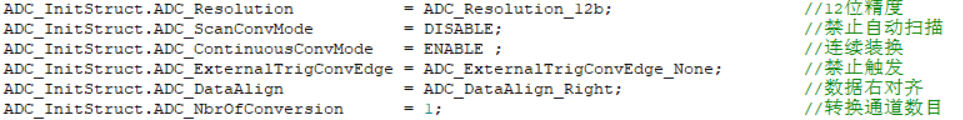 ADC_InitStruct.ADC_Resolution = ADC_Resolution_12b; //12位精度
ADC_InitStruct.ADC_ScanConvMode = DISABLE; //禁止自动扫描
ADC_InitStruct.ADC_ContinuousConvMode = ENABLE ; //连续装换
ADC_InitStruct.ADC_ExternalTrigConvEdge = ADC_ExternalTrigConvEdge_None; //禁止触发
ADC_InitStruct.ADC_DataAlign = ADC_DataAlign_Right; //数据右对齐
ADC_InitStruct.ADC_NbrOfConversion = 1; //转换通道数目